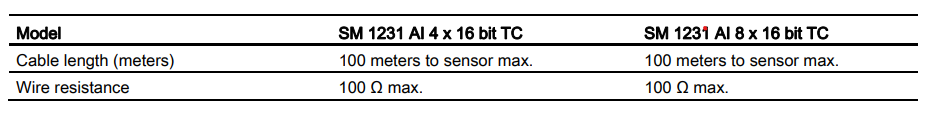 Model SM 1231 AI 4 x 16 bit TC SM 1231 AI 8 x 16 bit TC
Cable length (meters) 100 meters to sensor max. 100 meters to sensor max.
Wire resistance 100 Ω max. 100 Ω max.